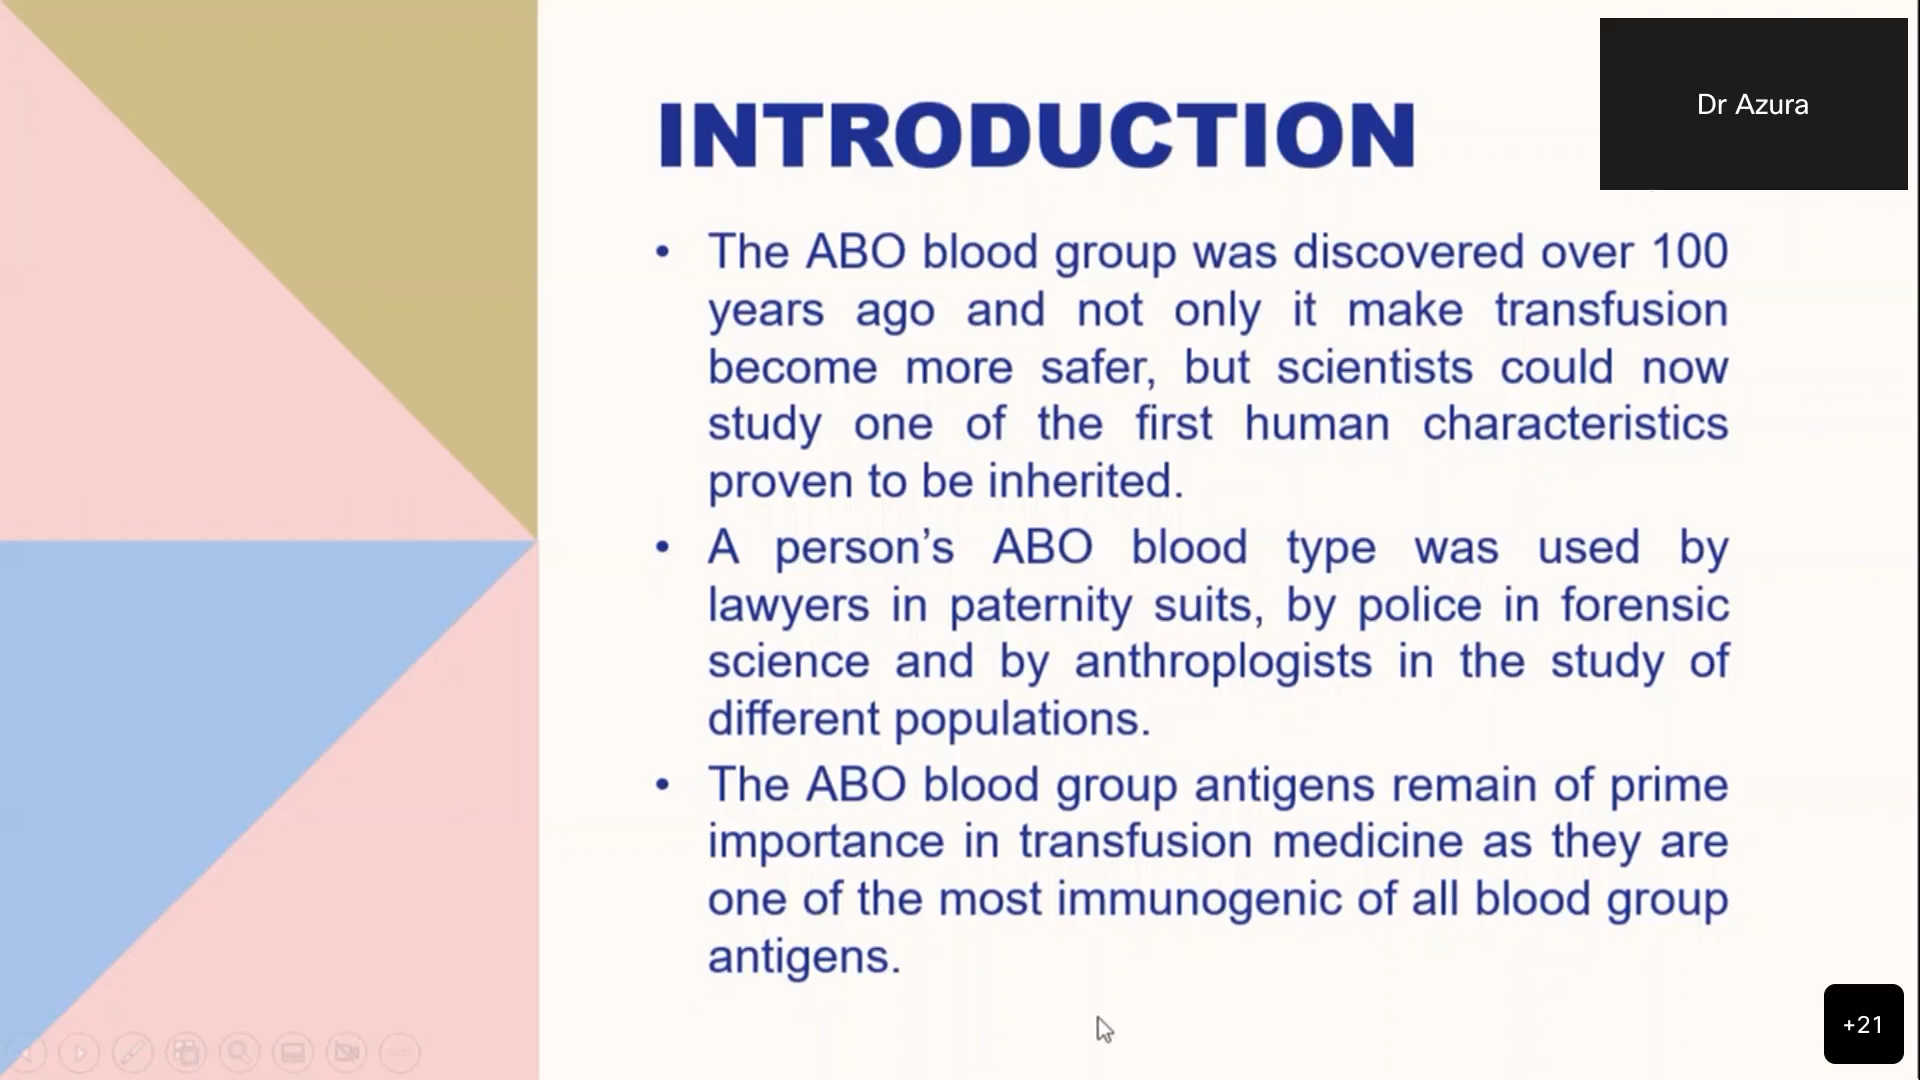 INTRODUCTION
Dr Azura
• The ABO blood group was discovered over 100
years ago and not only it make transfusion
become more safer, but scientists could now
study one of the first human characteristics
proven to be inherited.
• A person’s ABO blood type was used by
lawyers in paternity suits, by police in forensic
science and by anthroplogists in the study of
different populations.
• The ABO blood group antigens remain of prime
importance in transfusion medicine as they are
one of the most immunogenic of all blood group
antigens.
+21